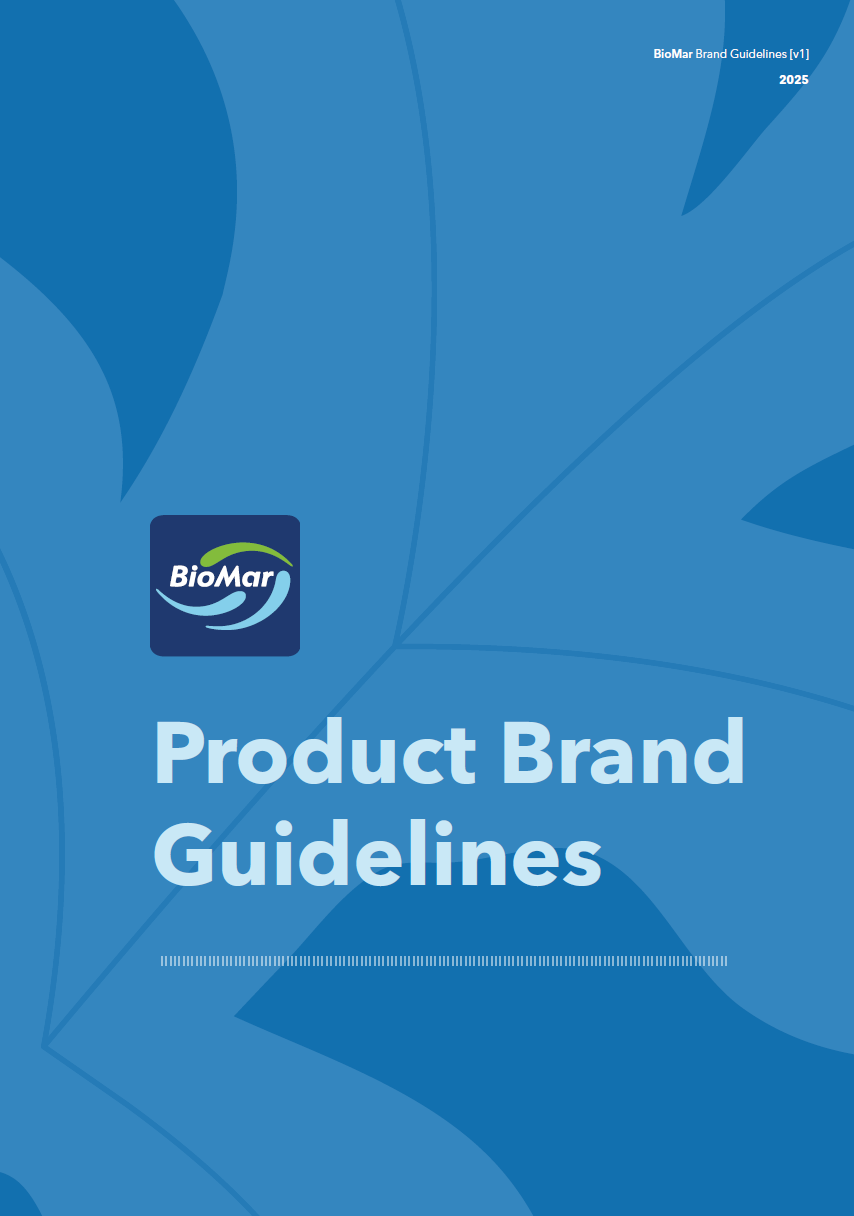 BioMar Brand Guidelines [v1]
2025
BioMar
Product Brand
Guidelines